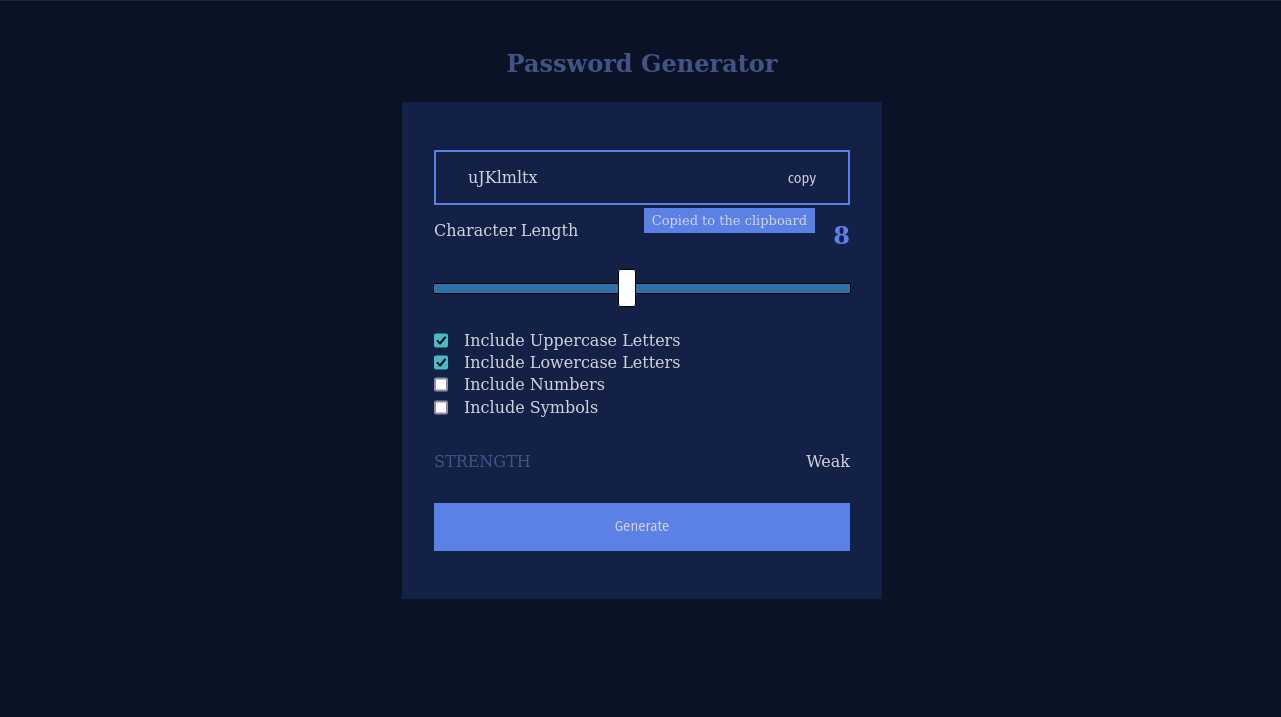 Password Generator
uJKlmltx copy
Copied to the clipboard
Character Length 8
Include Uppercase Letters
Include Lowercase Letters
Include Numbers
Include Symbols
STRENGTH Weak
Generate